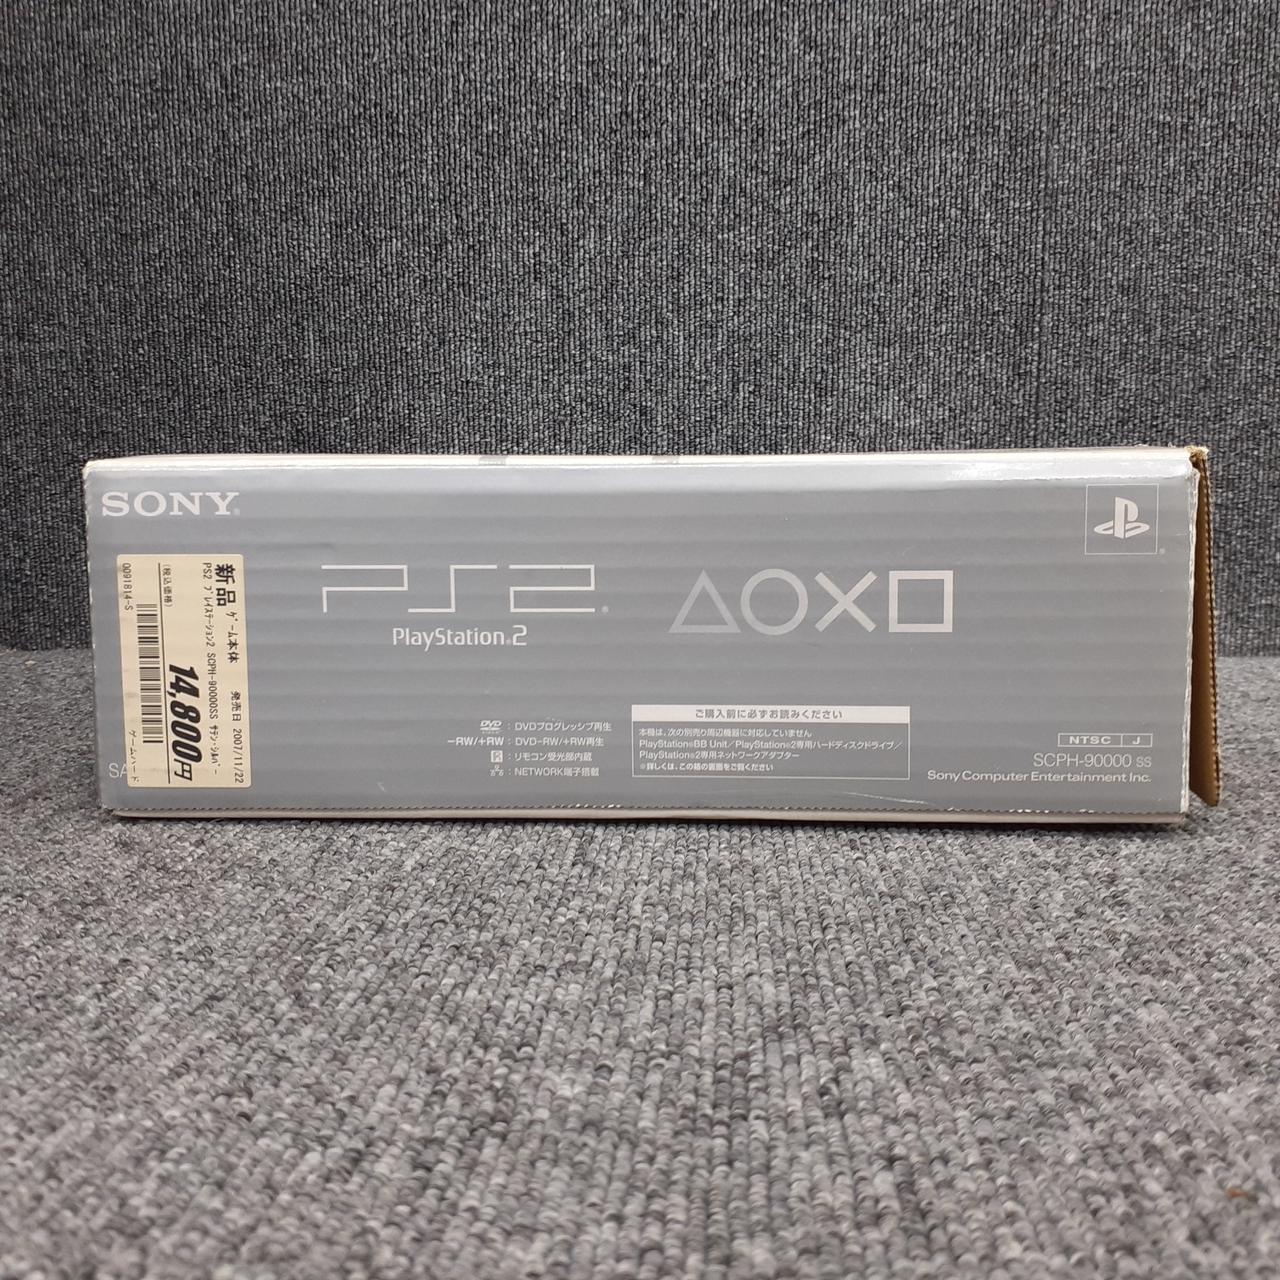 SONY
新品 ゲーム本体 発売日 2007/11/22
PS2 プレイステーション2 SCPH-90000SS サテン・シルバー
14,800円
(税込価格)
ゲームハード
0091814-S
SA
PS2
PlayStation®2
△○×□
DVD : DVDプログレッシブ再生
-RW/+RW : DVD-RW/+RW再生
: リモコン受光部内蔵
: NETWORK端子搭載
ご購入前に必ずお読みください
本機は、次の別売り周辺機器に対応していません
PlayStation®BB Unit/PlayStation®2専用ハードディスクドライブ/
PlayStation®2専用ネットワークアダプター
※詳しくは、この箱の裏面をご覧ください
NTSC J
SCPH-90000 SS
Sony Computer Entertainment Inc.